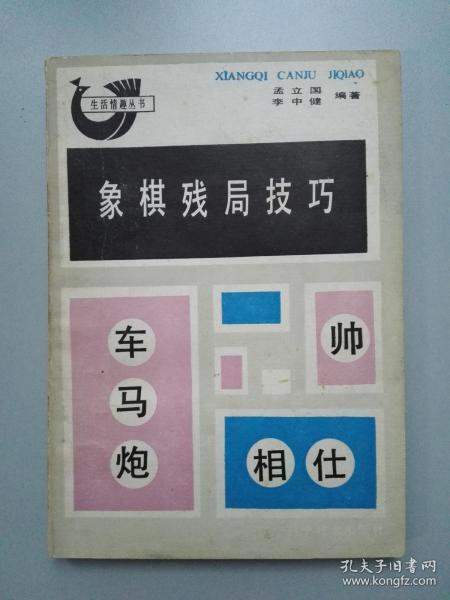 XIANGQI CANJU JIQIAO
生活情趣丛书
孟立国
李中健
编著
象棋残局技巧
车
马
炮
帅
相 仕
孔夫子旧书网
www.kongfz.com